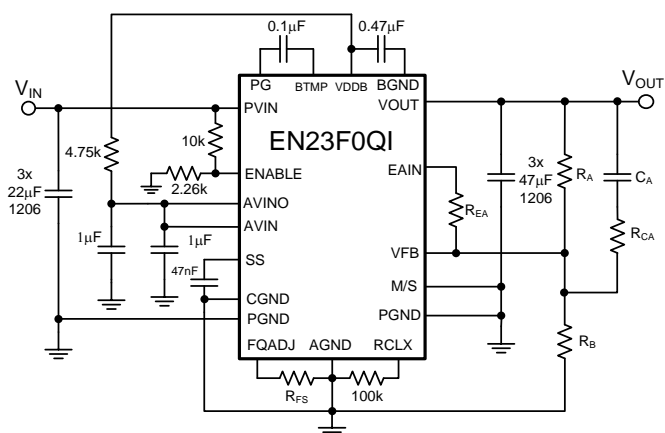 0.1µF
0.47µF
PG
BTMP
VDDB
BGND
VIN
VOUT
PVIN
VOUT
EN23F0QI
4.75k
10k
3x
22µF
1206
ENABLE
2.26k
EAIN
REA
3x
47µF
1206
RA
CA
AVINO
AVIN
1µF
1µF
RCA
SS
VFB
47nF
CGND
M/S
PGND
PGND
RB
FQADJ
AGND
RCLX
RFS
100k